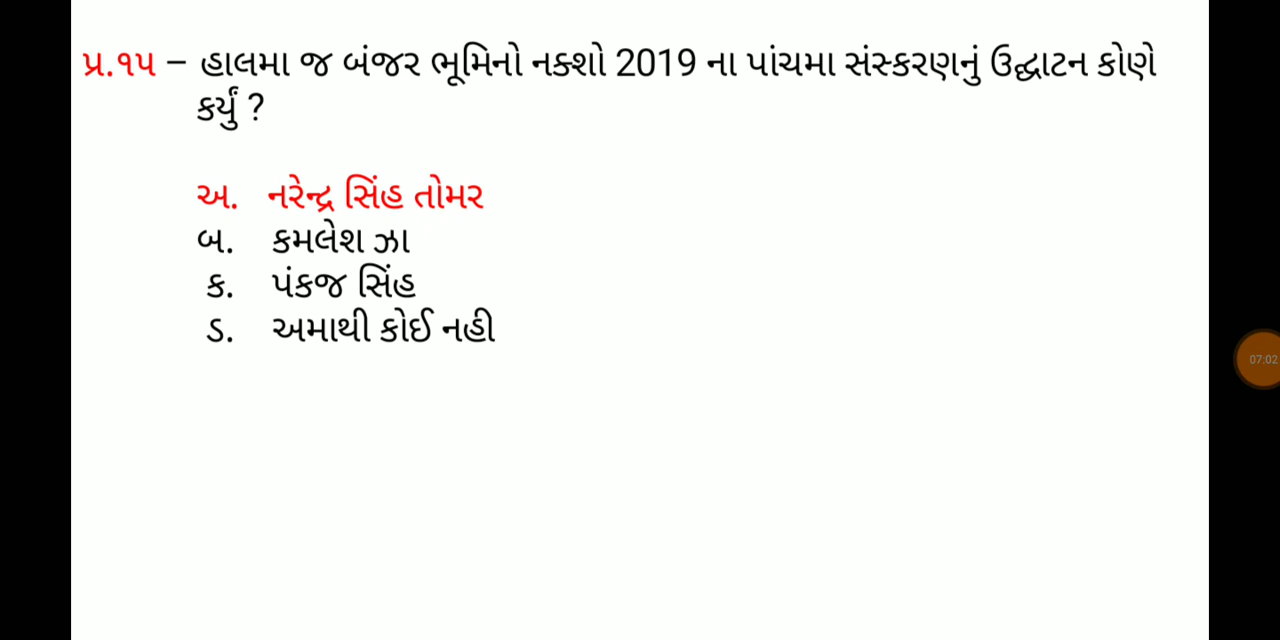 પ્ર.૧૫ – હાલમા જ બંજર ભૂમિનો નક્શો 2019 ના પાંચમા સંસ્કરણનું ઉદ્ઘાટન કોણે
કર્યું ?
અ. નરેન્દ્ર સિંહ તોમર
બ. કમલેશ ઝા
ક. પંકજ સિંહ
ડ. અમાથી કોઈ નહી
07:02